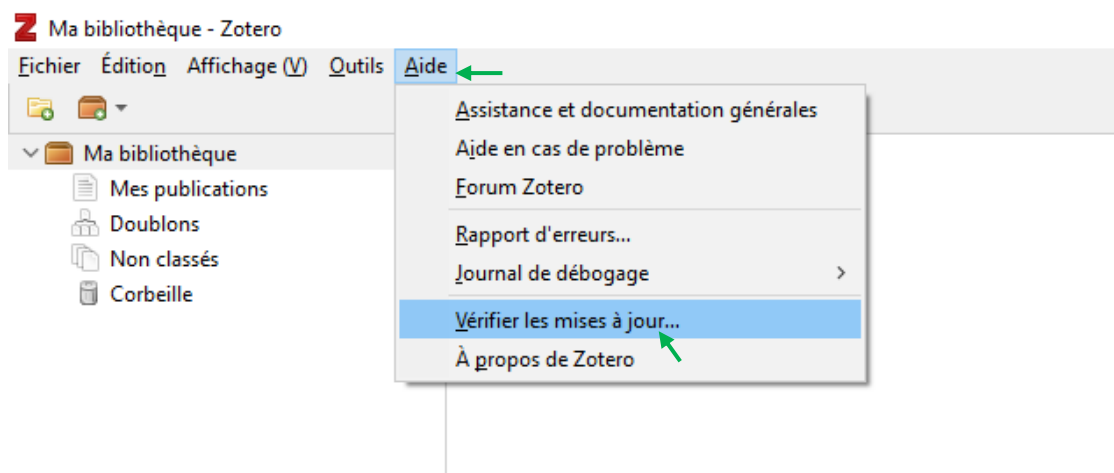 Ma bibliothèque - Zotero
Fichier Édition Affichage (V) Outils Aide
Assistance et documentation générales
Aide en cas de problème
Forum Zotero
Rapport d'erreurs...
Journal de débogage
Vérifier les mises à jour...
À propos de Zotero
Ma bibliothèque
Mes publications
Doublons
Non classés
Corbeille